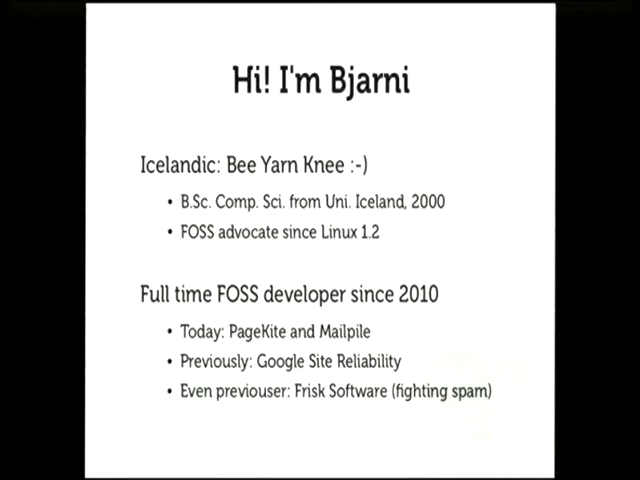 Hi! I'm Bjarni
Icelandic: Bee Yarn Knee :-)
• B.Sc. Comp. Sci. from Uni. Iceland, 2000
• FOSS advocate since Linux 1.2
Full time FOSS developer since 2010
• Today: PageKite and Mailpile
• Previously: Google Site Reliability
• Even previouser: Frisk Software (fighting spam)